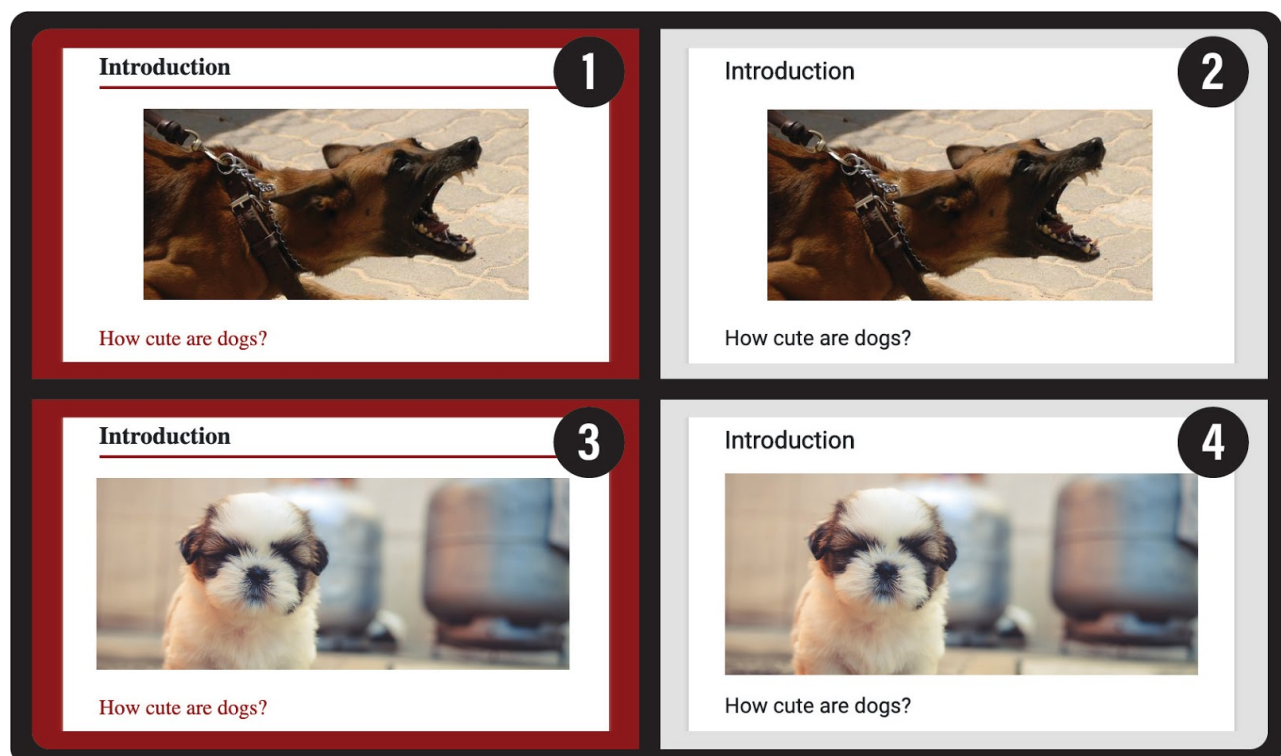 Introduction
1
How cute are dogs?
Introduction
2
How cute are dogs?
Introduction
3
How cute are dogs?
Introduction
4
How cute are dogs?